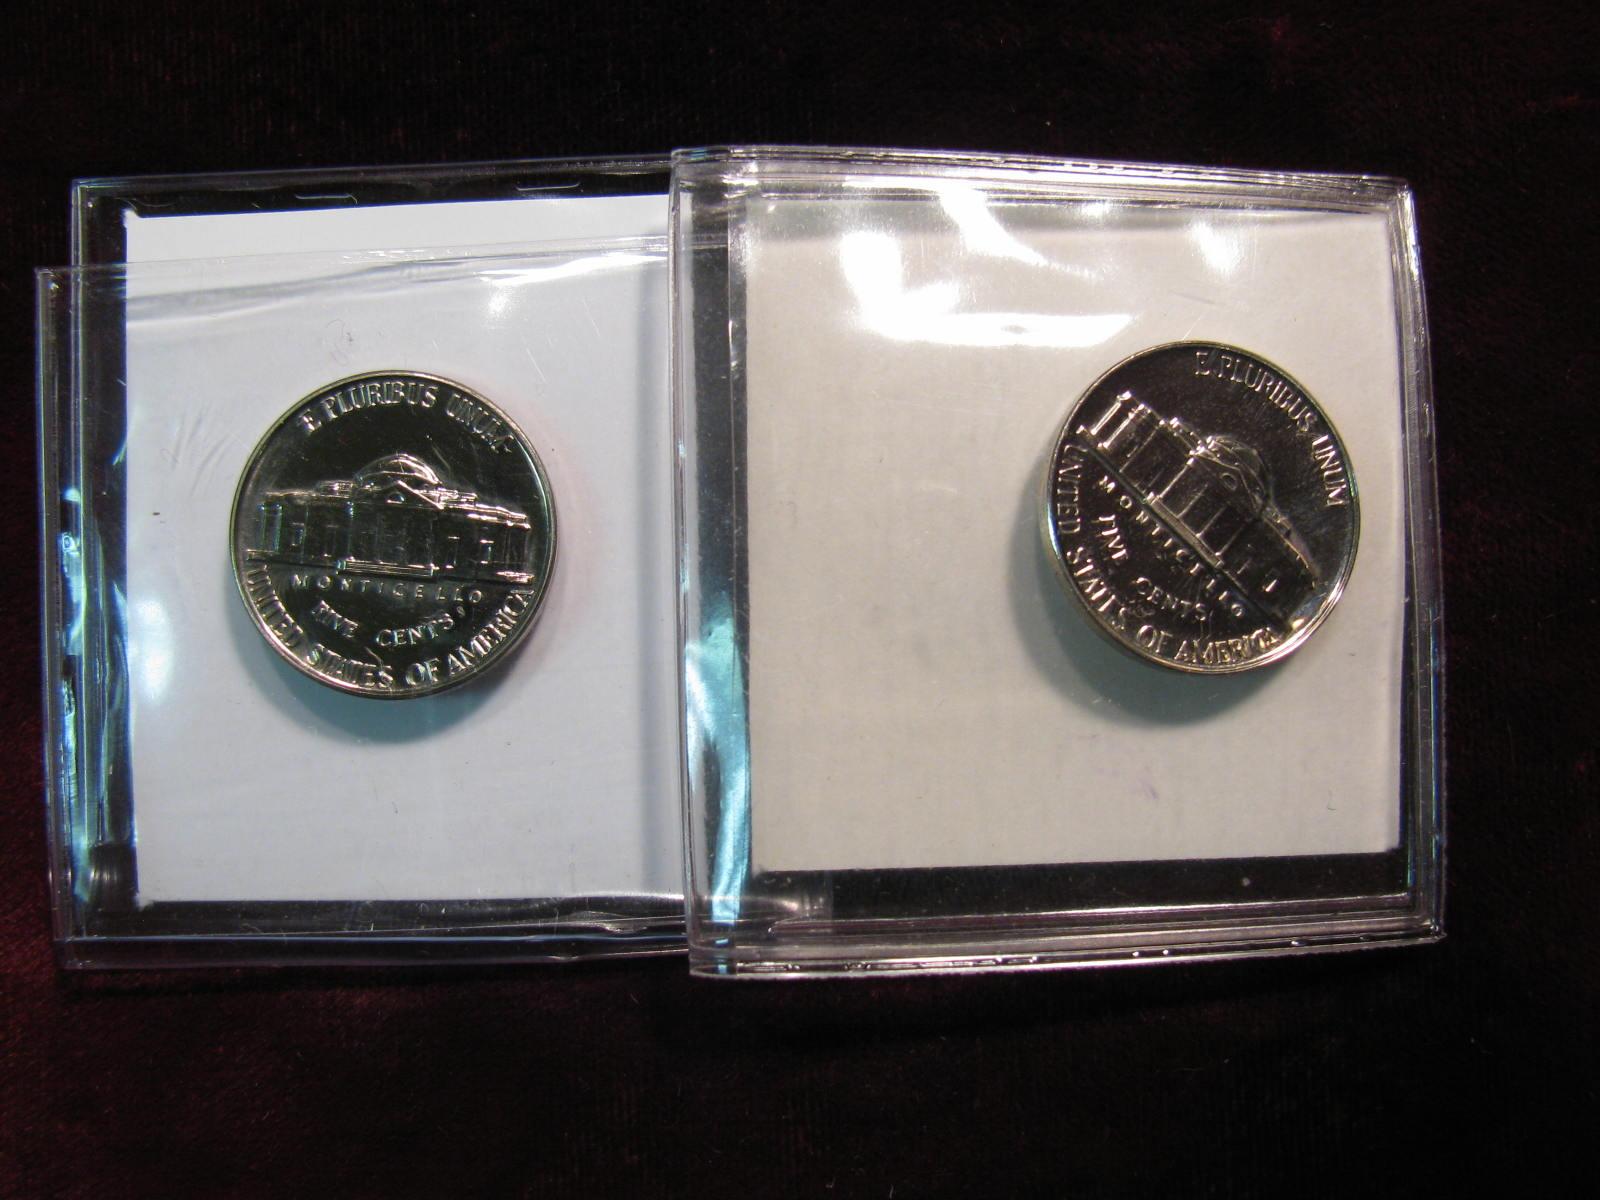 E PLURIBUS UNUM
MONTICELLO
FIVE CENTS
UNITED STATES OF AMERICA
E PLURIBUS UNUM
MONTICELLO
FIVE CENTS
UNITED STATES OF AMERICA